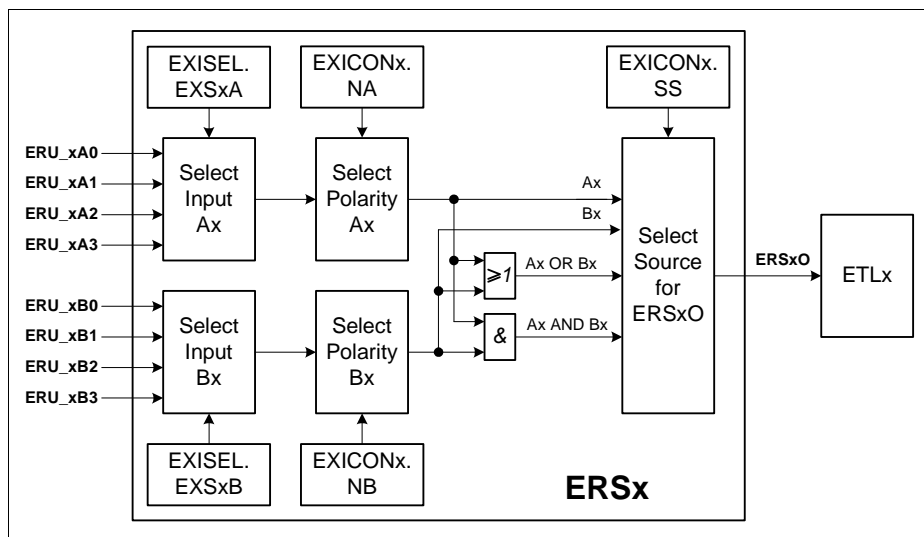 EXISEL.
EXSxA
EXICONx.
NA
EXICONx.
SS
ERU_xA0
ERU_xA1
ERU_xA2
ERU_xA3
Select
Input
Ax
Select
Polarity
Ax
Ax
Bx
≥1
Ax OR Bx
&
Ax AND Bx
Select
Source
for
ERSxO
ERSxO
ETLx
ERU_xB0
ERU_xB1
ERU_xB2
ERU_xB3
Select
Input
Bx
Select
Polarity
Bx
EXISEL.
EXSxB
EXICONx.
NB
ERSx